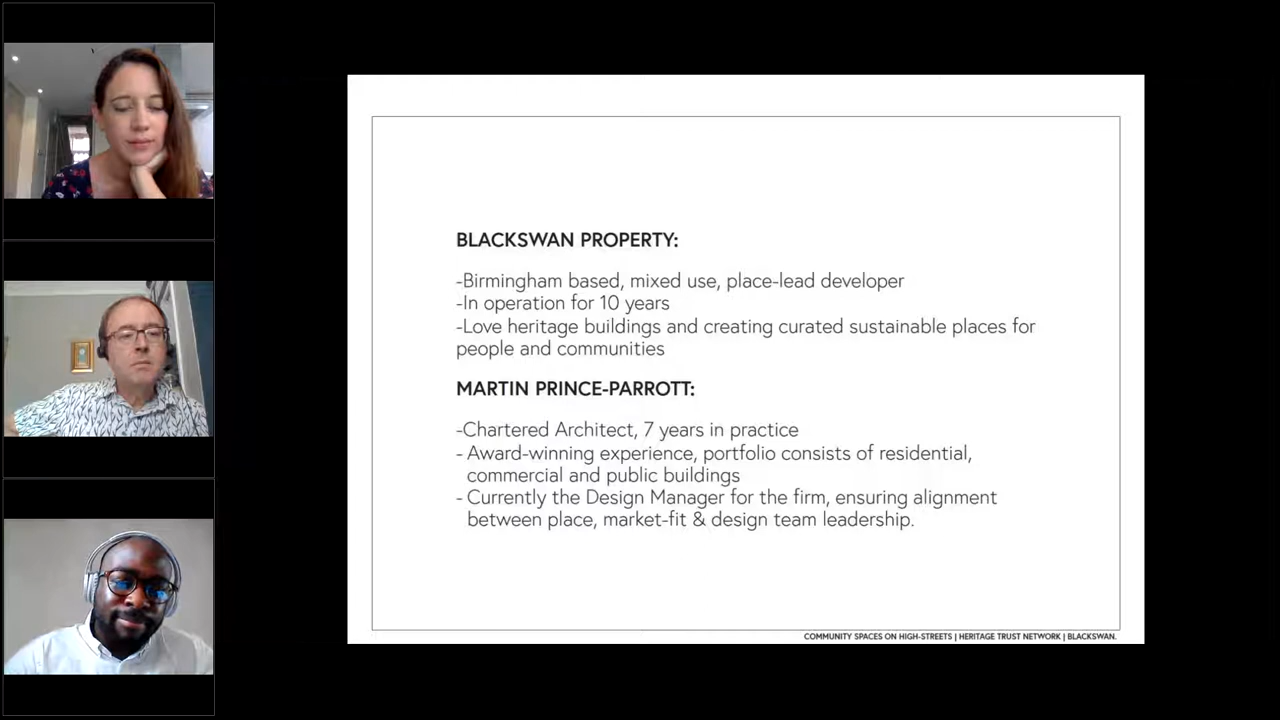 BLACKSWAN PROPERTY:
-Birmingham based, mixed use, place-lead developer
-In operation for 10 years
-Love heritage buildings and creating curated sustainable places for
people and communities
MARTIN PRINCE-PARROTT:
-Chartered Architect, 7 years in practice
- Award-winning experience, portfolio consists of residential,
commercial and public buildings
- Currently the Design Manager for the firm, ensuring alignment
between place, market-fit & design team leadership.
COMMUNITY SPACES ON HIGH-STREETS | HERITAGE TRUST NETWORK | BLACKSWAN.